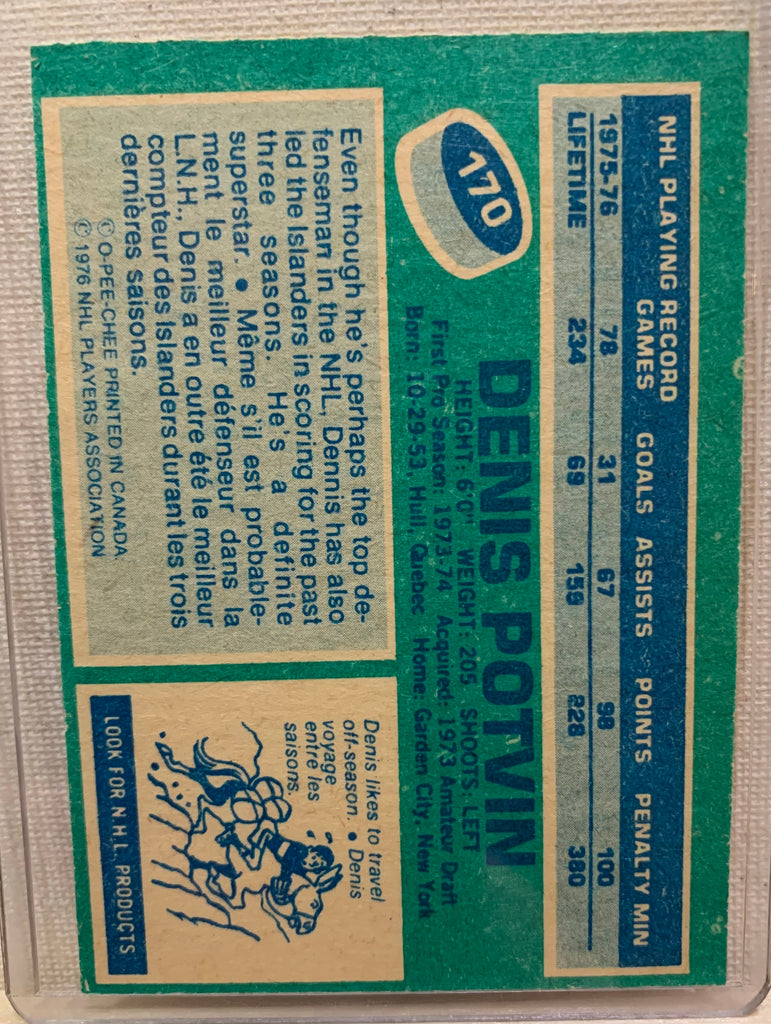 NHL PLAYING RECORD
GAMES GOALS ASSISTS POINTS PENALTY MIN
1975-76 78 31 67 98 100
LIFETIME 234 69 159 228 380
170
DENIS POTVIN
HEIGHT: 6'0" WEIGHT: 205 SHOOTS: LEFT
First Pro Season: 1973-74 Acquired: 1973 Amateur Draft
Born: 10-29-53, Hull, Quebec Home: Garden City, New York
Even though he's perhaps the top de-
fenseman in the NHL, Dennis has also
led the Islanders in scoring for the past
three seasons. He's a definite
superstar. • Même s'il est probable-
ment le meilleur défenseur dans la
L.N.H., Denis a en outre été le meilleur
compteur des Islanders durant les trois
dernières saisons.
© O-PEE-CHEE PRINTED IN CANADA
© 1976 NHL PLAYERS ASSOCIATION
Denis likes to travel
off-season. • Denis
voyage
entre les
saisons.
LOOK FOR N.H.L. PRODUCTS